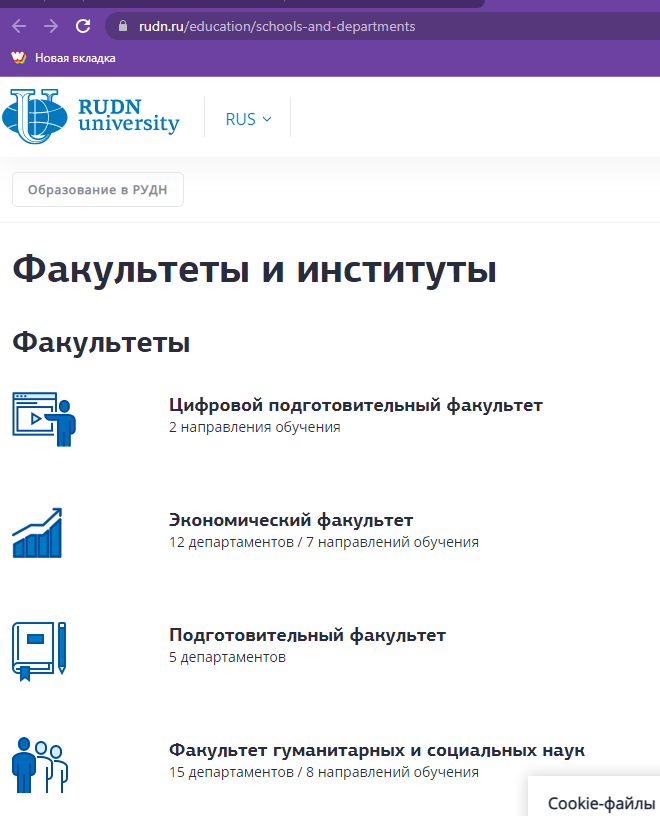 rudn.ru/education/schools-and-departments
Новая вкладка
RUDN
university
RUS
Образование в РУДН
Факультеты и институты
Факультеты
Цифровой подготовительный факультет
2 направления обучения
Экономический факультет
12 департаментов / 7 направлений обучения
Подготовительный факультет
5 департаментов
Факультет гуманитарных и социальных наук
15 департаментов / 8 направлений обучения
Cookie-файлы